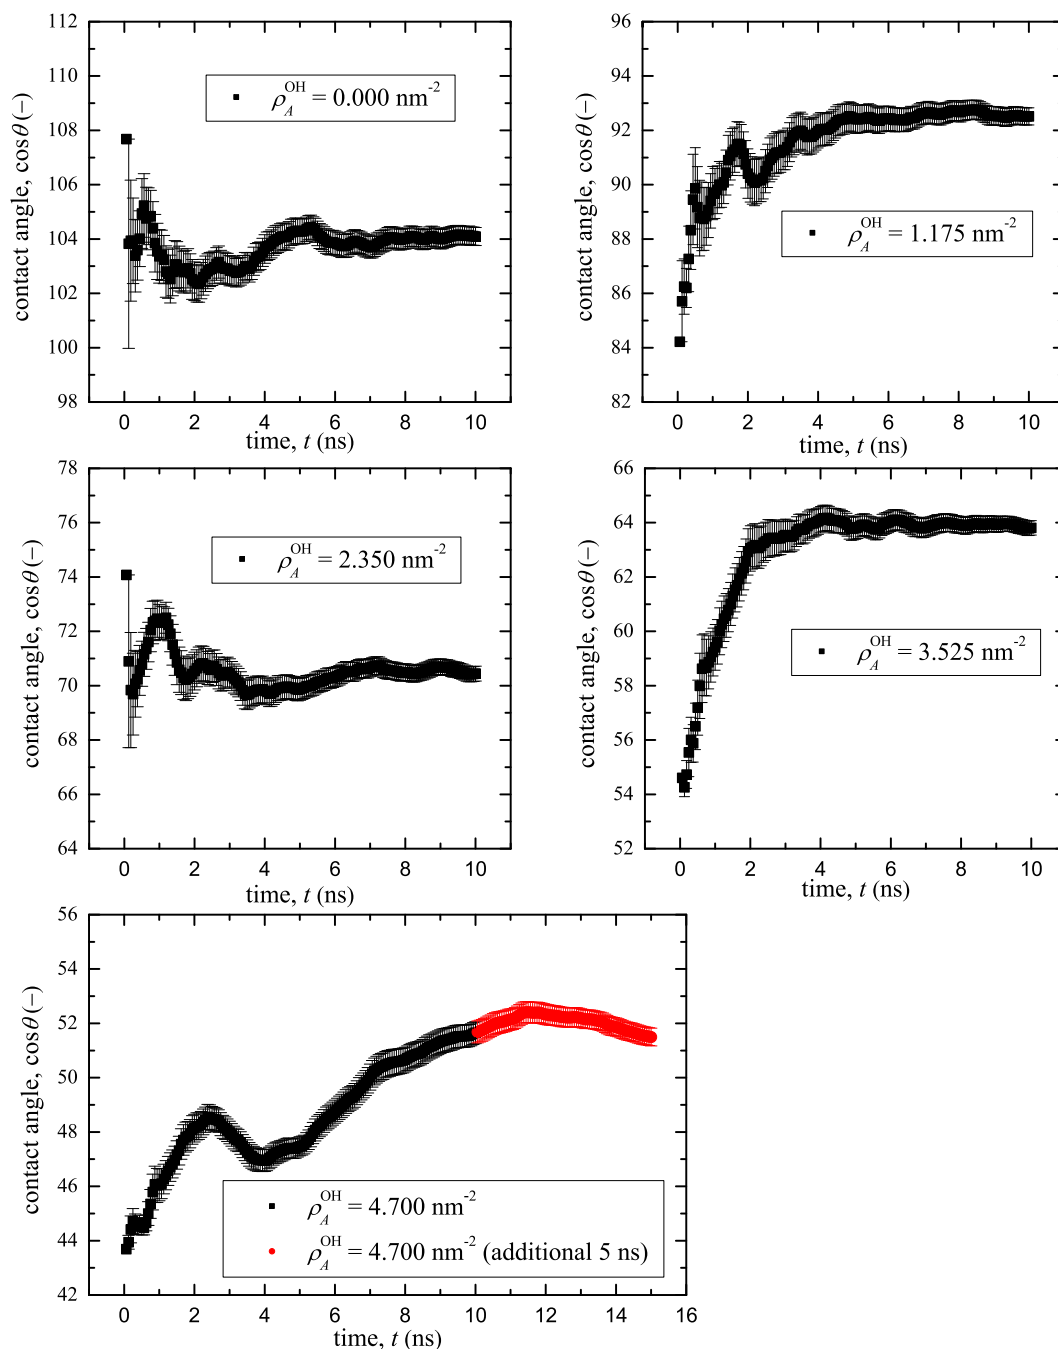 112
110
108
106
104
102
100
98
contact angle, cosθ (–)
ρ_A^OH = 0.000 nm^-2
0 2 4 6 8 10
time, t (ns)
96
94
92
90
88
86
84
82
contact angle, cosθ (–)
ρ_A^OH = 1.175 nm^-2
0 2 4 6 8 10
time, t (ns)
78
76
74
72
70
68
66
64
contact angle, cosθ (–)
ρ_A^OH = 2.350 nm^-2
0 2 4 6 8 10
time, t (ns)
66
64
62
60
58
56
54
52
contact angle, cosθ (–)
ρ_A^OH = 3.525 nm^-2
0 2 4 6 8 10
time, t (ns)
56
54
52
50
48
46
44
42
contact angle, cosθ (–)
ρ_A^OH = 4.700 nm^-2
ρ_A^OH = 4.700 nm^-2 (additional 5 ns)
0 2 4 6 8 10 12 14 16
time, t (ns)